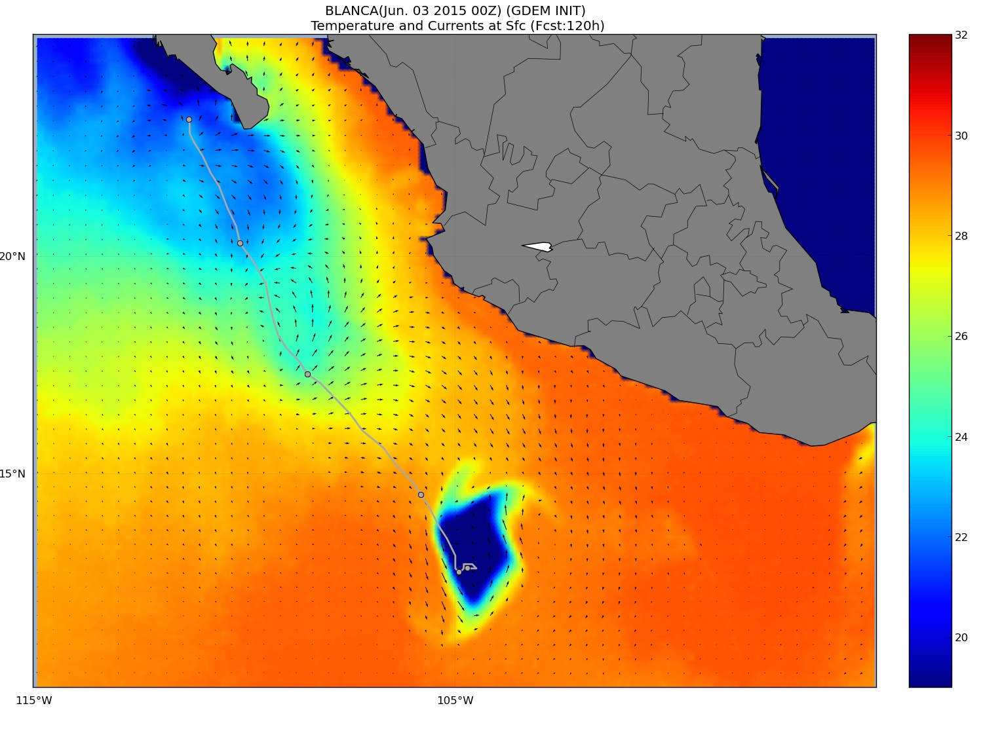 BLANCA(Jun. 03 2015 00Z) (GDEM INIT)
Temperature and Currents at Sfc (Fcst:120h)
32
30
28
26
24
22
20
20°N
15°N
115°W
105°W